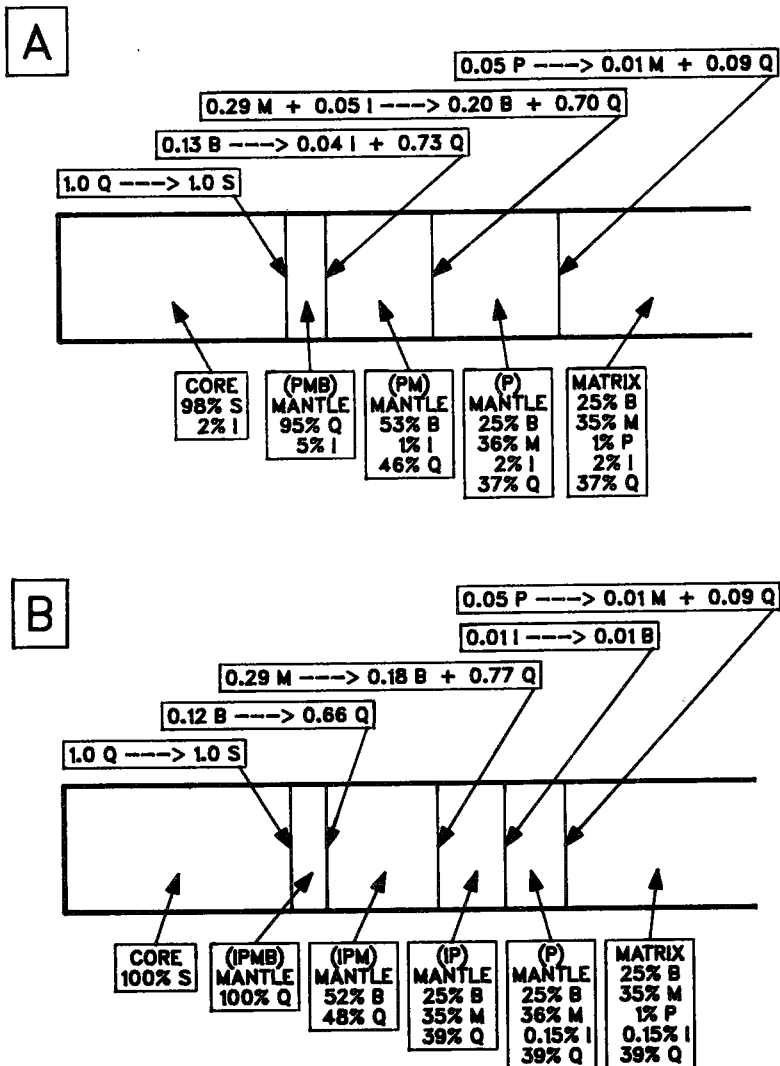 A
0.05 P ---> 0.01 M + 0.09 Q
0.29 M + 0.05 I ---> 0.20 B + 0.70 Q
0.13 B ---> 0.04 I + 0.73 Q
1.0 Q ---> 1.0 S
CORE
98% S
2% I
(PMB)
MANTLE
95% Q
5% I
(PM)
MANTLE
53% B
1% I
46% Q
(P)
MANTLE
25% B
36% M
2% I
37% Q
MATRIX
25% B
35% M
1% P
2% I
37% Q
B
0.05 P ---> 0.01 M + 0.09 Q
0.01 I ---> 0.01 B
0.29 M ---> 0.18 B + 0.77 Q
0.12 B ---> 0.66 Q
1.0 Q ---> 1.0 S
CORE
100% S
(IPMB)
MANTLE
100% Q
(IPM)
MANTLE
52% B
48% Q
(IP)
MANTLE
25% B
35% M
39% Q
(P)
MANTLE
25% B
36% M
0.15% I
39% Q
MATRIX
25% B
35% M
1% P
0.15% I
39% Q